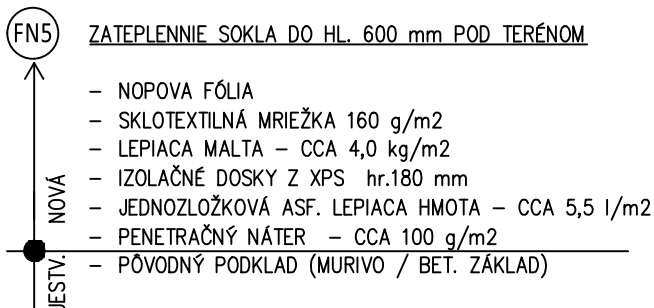 FN5 ZATEPLENNIE SOKLA DO HL. 600 mm POD TERÉNOM
– NOPOVA FÓLIA
– SKLOTEXTILNÁ MRIEŽKA 160 g/m2
– LEPIACA MALTA – CCA 4,0 kg/m2
– IZOLAČNÉ DOSKY Z XPS hr.180 mm
– JEDNOZLOŽKOVÁ ASF. LEPIACA HMOTA – CCA 5,5 l/m2
– PENETRAČNÝ NÁTER – CCA 100 g/m2
– PÔVODNÝ PODKLAD (MURIVO / BET. ZÁKLAD)
NOVÁ
JESTV.